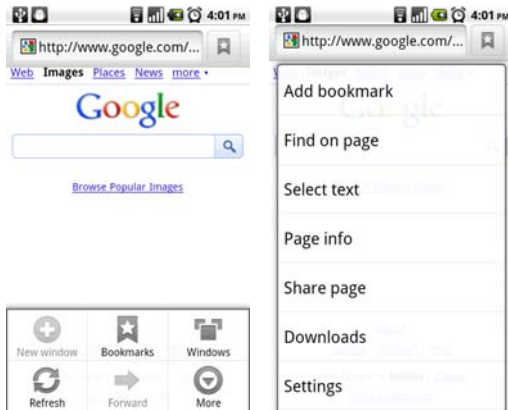 4:01 PM
http://www.google.com/...
Web Images Places News more
Google
Browse Popular Images
New window Bookmarks Windows
Refresh Forward More
4:01 PM
http://www.google.com/...
Add bookmark
Find on page
Select text
Page info
Share page
Downloads
Settings